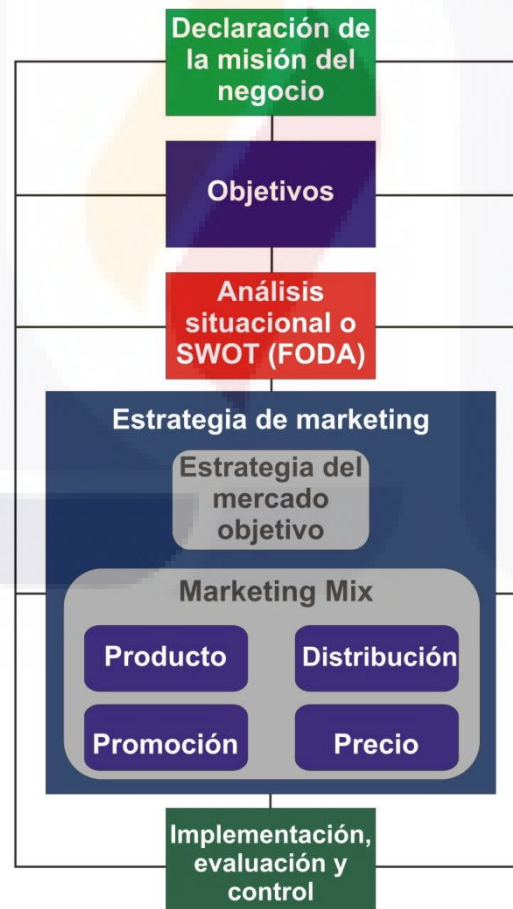 Declaración de
la misión del
negocio
Objetivos
Análisis
situacional o
SWOT (FODA)
Estrategia de marketing
Estrategia del
mercado
objetivo
Marketing Mix
Producto
Distribución
Promoción
Precio
Implementación,
evaluación y
control